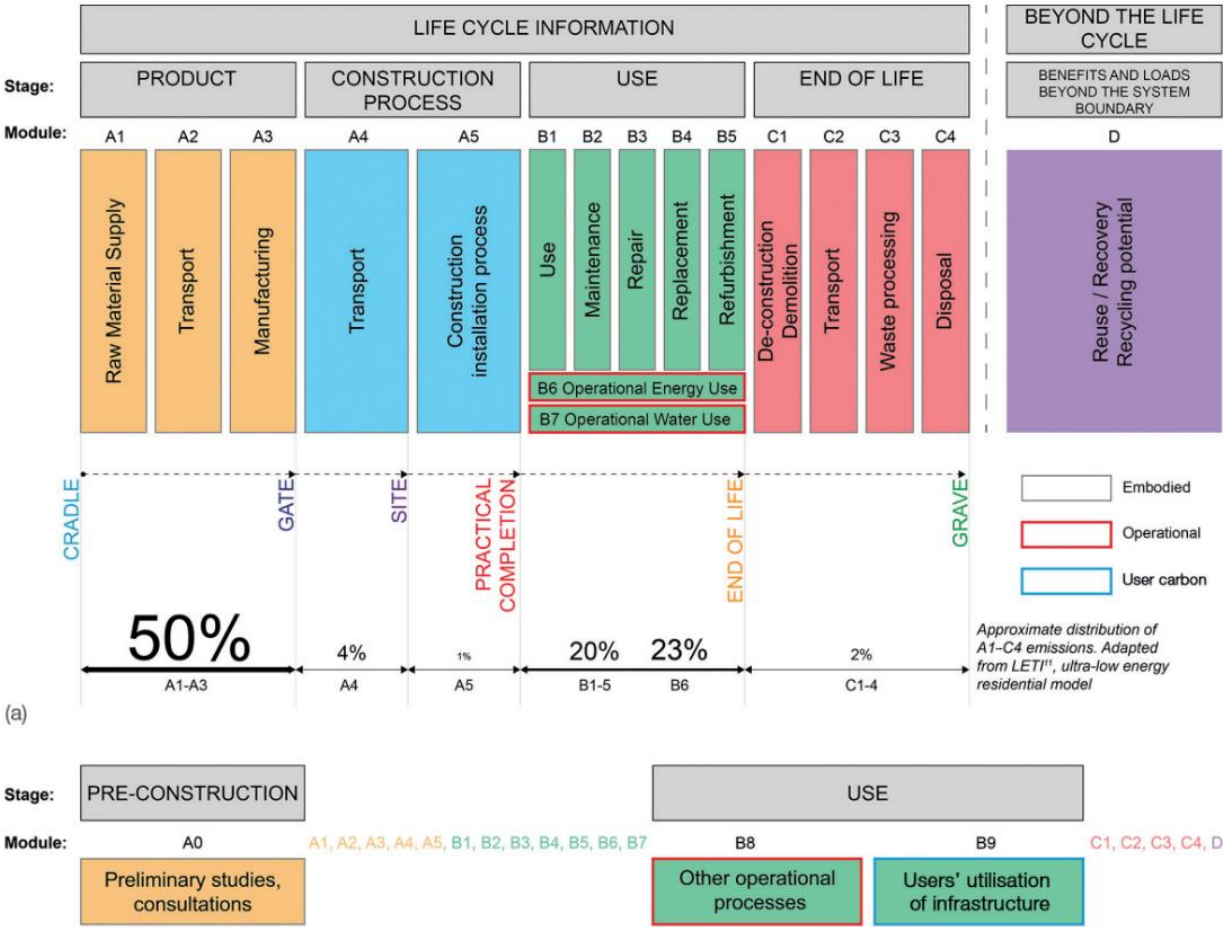 LIFE CYCLE INFORMATION
BEYOND THE LIFE
CYCLE
Stage:
PRODUCT
CONSTRUCTION
PROCESS
USE
END OF LIFE
BENEFITS AND LOADS
BEYOND THE SYSTEM
BOUNDARY
Module:
A1
A2
A3
A4
A5
B1
B2
B3
B4
B5
C1
C2
C3
C4
D
Raw Material Supply
Transport
Manufacturing
Transport
Construction
installation process
Use
Maintenance
Repair
Replacement
Refurbishment
B6 Operational Energy Use
B7 Operational Water Use
De-construction
Demolition
Transport
Waste processing
Disposal
Reuse / Recovery
Recycling potential
CRADLE
GATE
SITE
PRACTICAL
COMPLETION
END OF LIFE
GRAVE
Embodied
Operational
User carbon
50%
4%
1%
20%
23%
2%
A1-A3
A4
A5
B1-5
B6
C1-4
Approximate distribution of
A1–C4 emissions. Adapted
from LETI¹¹, ultra-low energy
residential model
(a)
Stage:
PRE-CONSTRUCTION
USE
Module:
A0
A1, A2, A3, A4, A5, B1, B2, B3, B4, B5, B6, B7
B8
B9
C1, C2, C3, C4, D
Preliminary studies,
consultations
Other operational
processes
Users' utilisation
of infrastructure